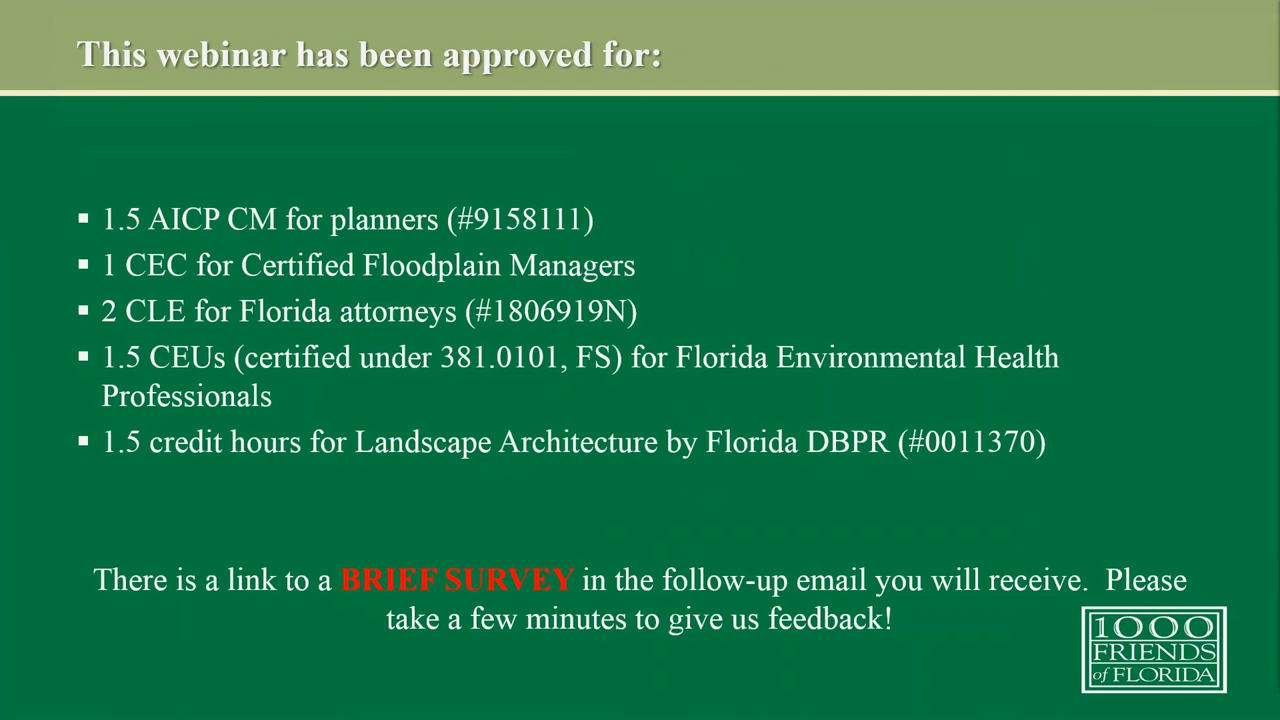 This webinar has been approved for:
▪ 1.5 AICP CM for planners (#9158111)
▪ 1 CEC for Certified Floodplain Managers
▪ 2 CLE for Florida attorneys (#1806919N)
▪ 1.5 CEUs (certified under 381.0101, FS) for Florida Environmental Health
Professionals
▪ 1.5 credit hours for Landscape Architecture by Florida DBPR (#0011370)
There is a link to a BRIEF SURVEY in the follow-up email you will receive.  Please
take a few minutes to give us feedback!
1000
FRIENDS
of FLORIDA